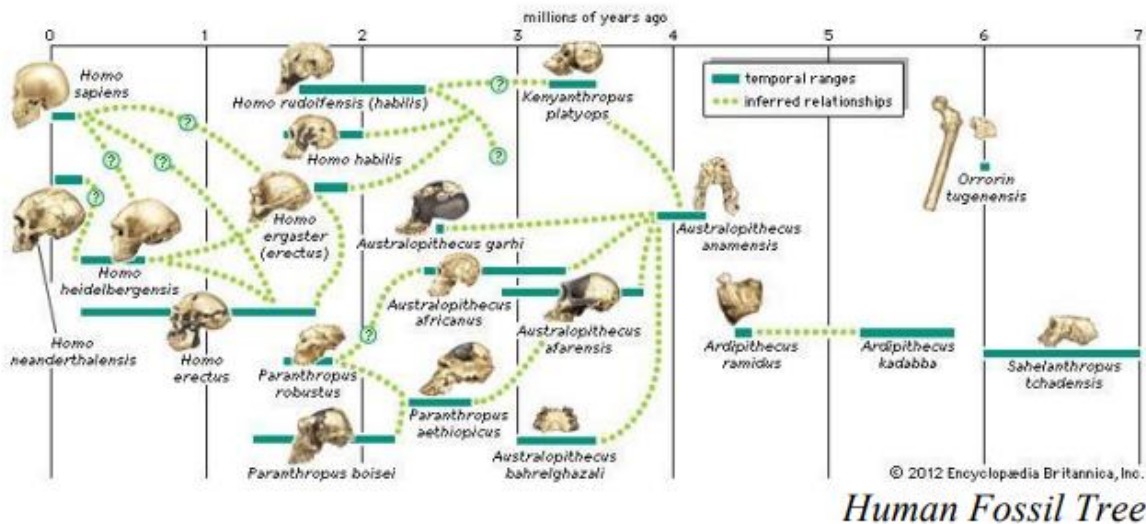 millions of years ago
0 1 2 3 4 5 6 7
Homo
sapiens
Homo rudolfensis (habilis)
?
Kenyanthropus
platyops
temporal ranges
inferred relationships
?
?
?
?
Homo habilis
?
Homo
ergaster
(erectus)
Orrorin
tugenensis
Australopithecus garhi
Australopithecus
anamensis
Homo
heidelbergensis
Australopithecus
africanus
Australopithecus
afarensis
?
Homo
neanderthalensis
Homo
erectus
Paranthropus
robustus
Ardipithecus
ramidus
Ardipithecus
kadabba
Sahelanthropus
tchadensis
Paranthropus
aethiopicus
Paranthropus boisei
Australopithecus
bahrelghazali
© 2012 Encyclopædia Britannica, Inc.
Human Fossil Tree